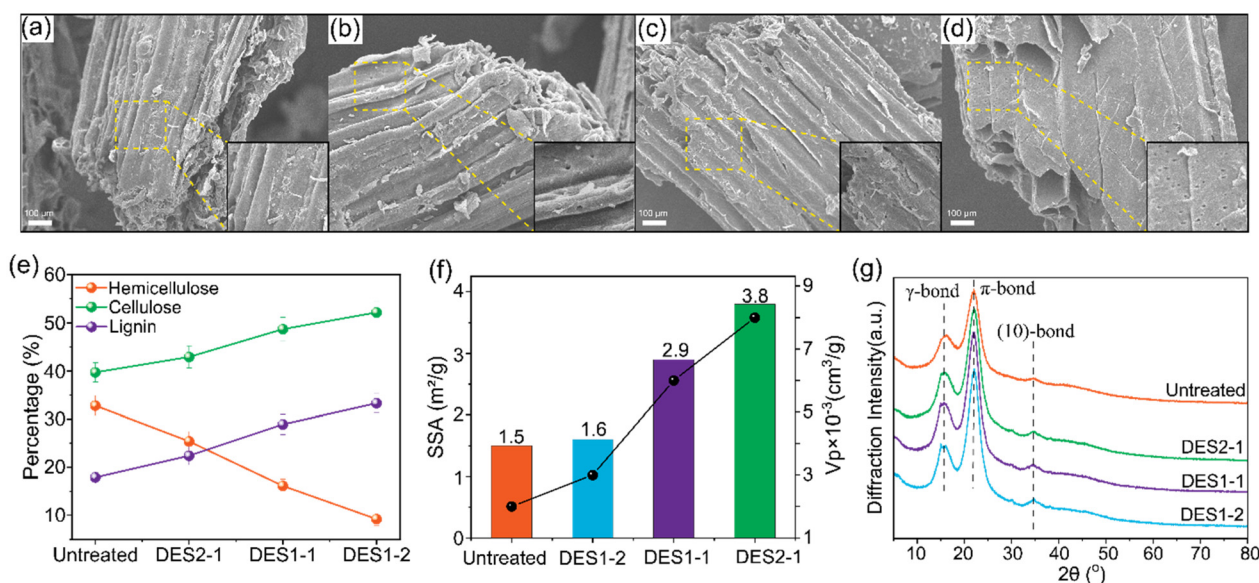 (a)
(b)
(c)
(d)
100 μm
100 μm
100 μm
100 μm
(e)
60
50
40
30
20
10
Percentage (%)
Hemicellulose
Cellulose
Lignin
Untreated DES2-1 DES1-1 DES1-2
(f)
4
3
2
1
0
SSA (m²/g)
1.5
1.6
2.9
3.8
9
7
5
3
1
Vp×10⁻³(cm³/g)
Untreated DES1-2 DES1-1 DES2-1
(g)
Diffraction Intensity(a.u.)
γ-bond
π-bond
(10)-bond
Untreated
DES2-1
DES1-1
DES1-2
10 20 30 40 50 60 70 80
2θ (°)